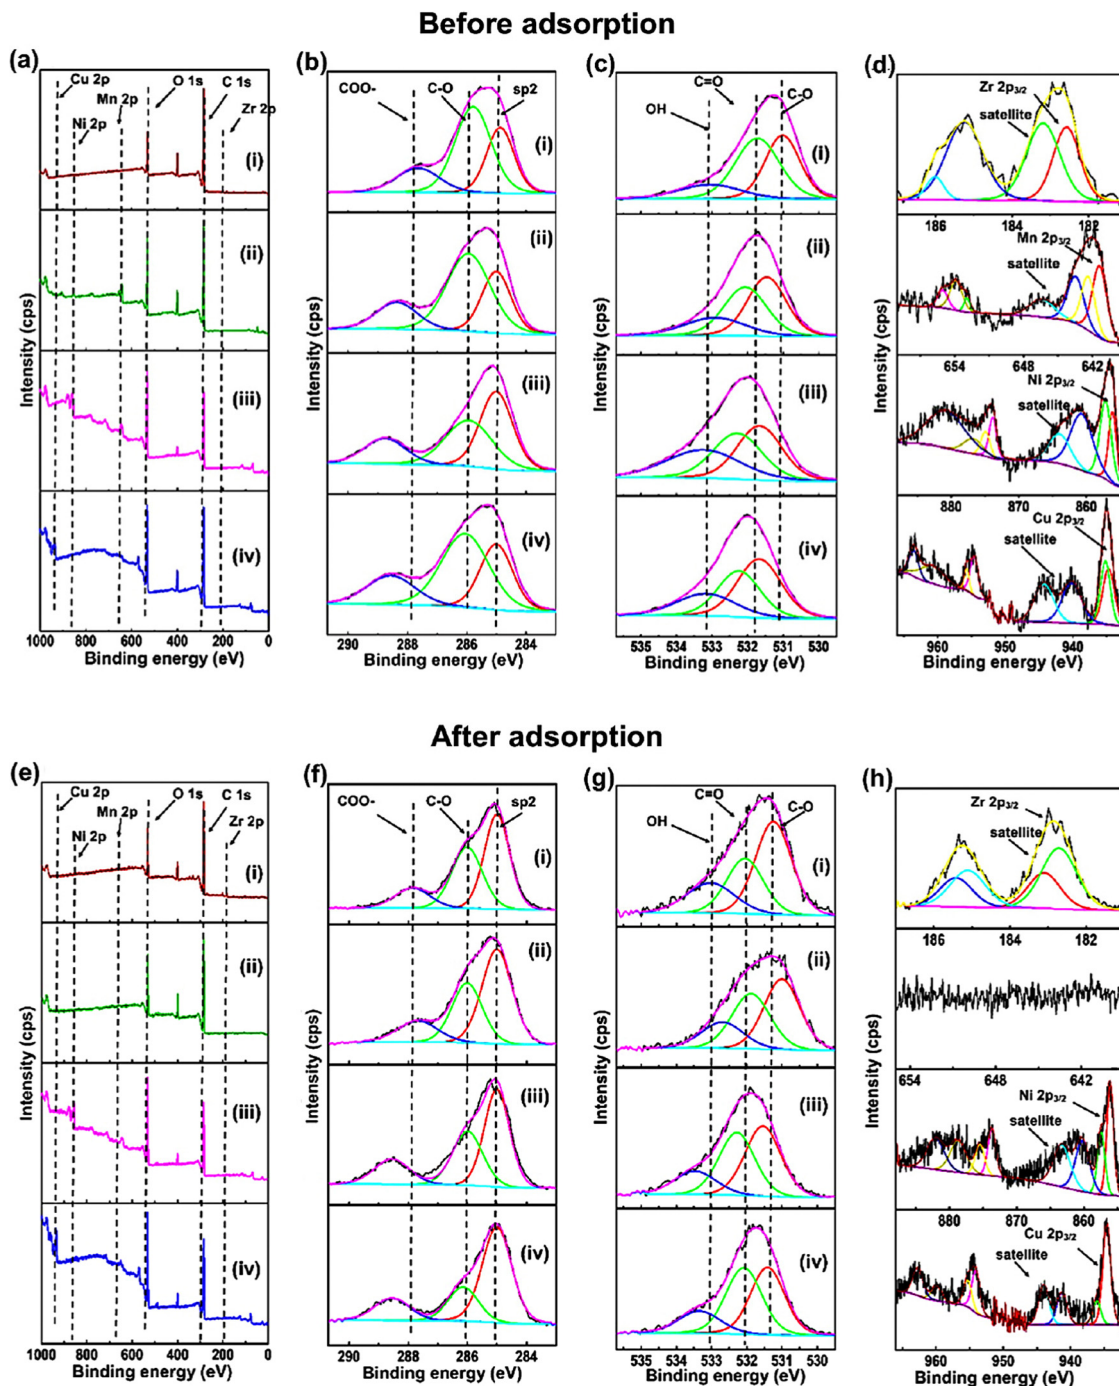 Before adsorption
(a)
Cu 2p
O 1s
C 1s
Mn 2p
Zr 2p
Ni 2p
(i)
(ii)
(iii)
(iv)
Intensity (cps)
1000 800 600 400 200 0
Binding energy (eV)
(b)
COO-
C-O
sp2
(i)
(ii)
(iii)
(iv)
Intensity (cps)
290 288 286 284
Binding energy (eV)
(c)
C=O
OH
C-O
(i)
(ii)
(iii)
(iv)
Intensity (cps)
535 534 533 532 531 530
Binding energy (eV)
(d)
Zr 2p3/2
satellite
186 184 182
Mn 2p3/2
satellite
654 648 642
Ni 2p3/2
satellite
880 870 860
Cu 2p3/2
satellite
Intensity (cps)
960 950 940
Binding energy (eV)
After adsorption
(e)
Cu 2p
O 1s
C 1s
Mn 2p
Zr 2p
Ni 2p
(i)
(ii)
(iii)
(iv)
Intensity (cps)
1000 800 600 400 200 0
Binding energy (eV)
(f)
COO-
C-O
sp2
(i)
(ii)
(iii)
(iv)
Intensity (cps)
290 288 286 284
Binding energy (eV)
(g)
C=O
OH
C-O
(i)
(ii)
(iii)
(iv)
Intensity (cps)
535 534 533 532 531 530
Binding energy (eV)
(h)
Zr 2p3/2
satellite
186 184 182
654 648 642
Ni 2p3/2
satellite
880 870 860
Cu 2p3/2
satellite
Intensity (cps)
960 950 940
Binding energy (eV)